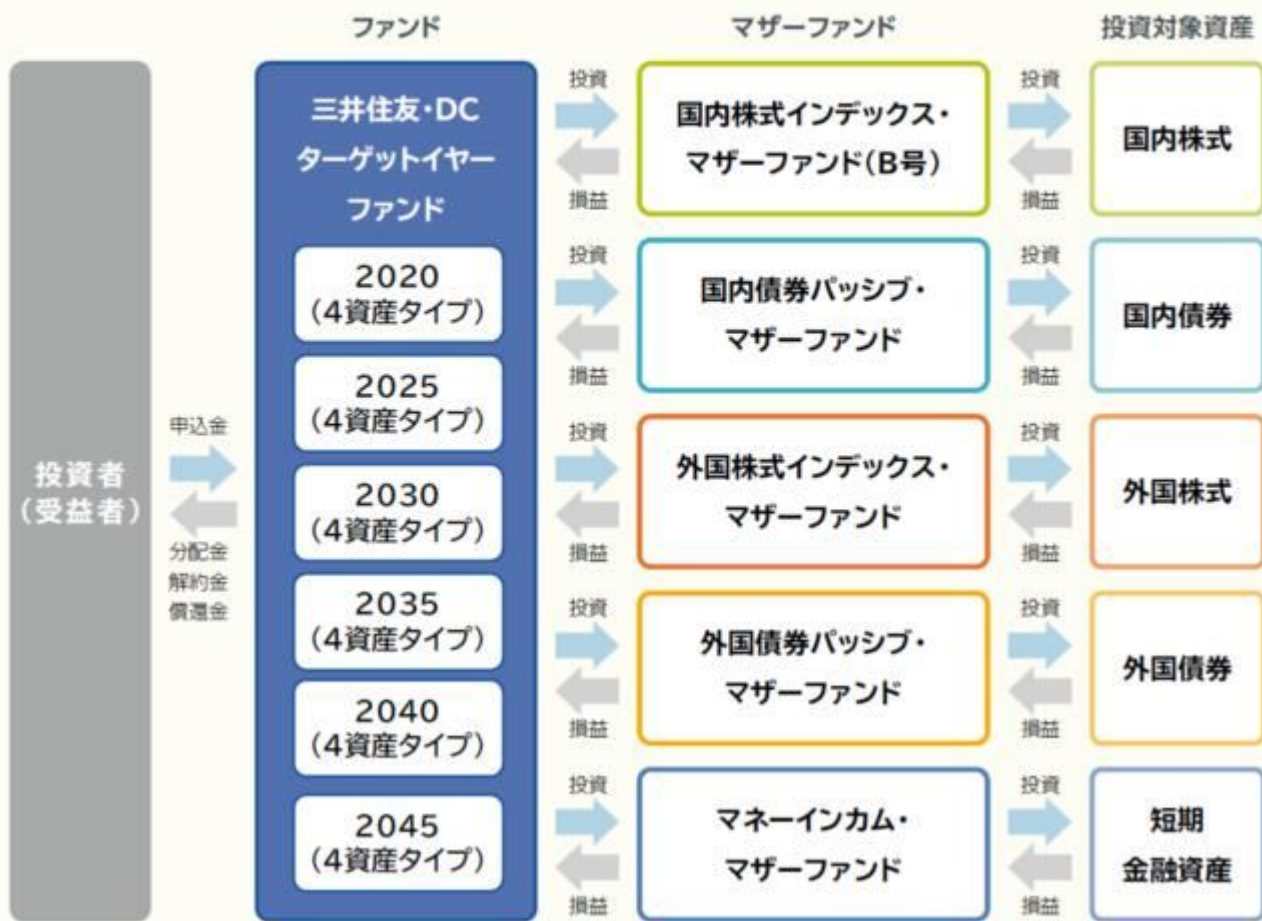 ファンド
マザーファンド
投資対象資産
投資者
(受益者)
申込金
分配金
解約金
償還金
三井住友・DC
ターゲットイヤー
ファンド
2020
(4資産タイプ)
2025
(4資産タイプ)
2030
(4資産タイプ)
2035
(4資産タイプ)
2040
(4資産タイプ)
2045
(4資産タイプ)
投資
損益
国内株式インデックス・
マザーファンド(B号)
投資
損益
国内株式
投資
損益
国内債券パッシブ・
マザーファンド
投資
損益
国内債券
投資
損益
外国株式インデックス・
マザーファンド
投資
損益
外国株式
投資
損益
外国債券パッシブ・
マザーファンド
投資
損益
外国債券
投資
損益
マネーインカム・
マザーファンド
投資
損益
短期
金融資産